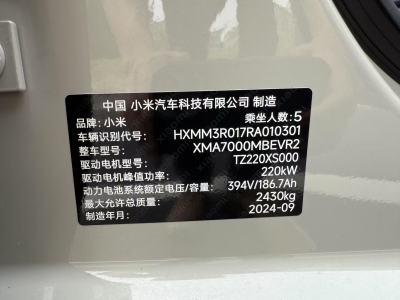 中国 小米汽车科技有限公司 制造
品牌：小米 乘坐人数：5
车辆识别代号： HXMM3R017RA010301
整车型号： XMA7000MBEVR2
驱动电机型号： TZ220XS000
驱动电机峰值功率： 220kW
动力电池系统额定电压/容量： 394V/186.7Ah
最大允许总质量： 2430kg
制造年月： 2024-09